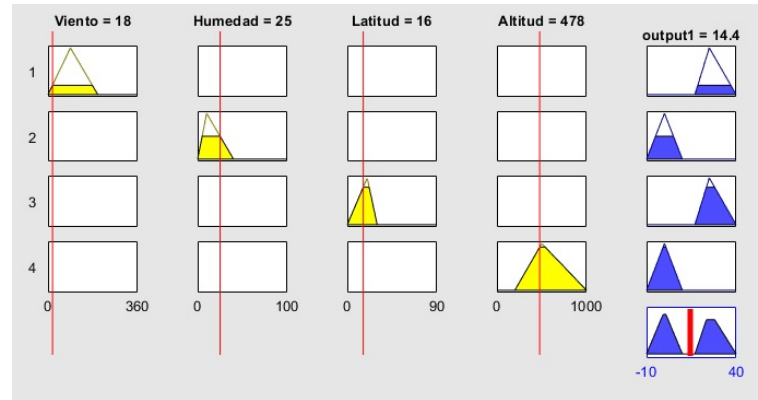 Viento = 18 Humedad = 25 Latitud = 16 Altitud = 478
output1 = 14.4
1
2
3
4
0 360 0 100 0 90 0 1000
-10 40